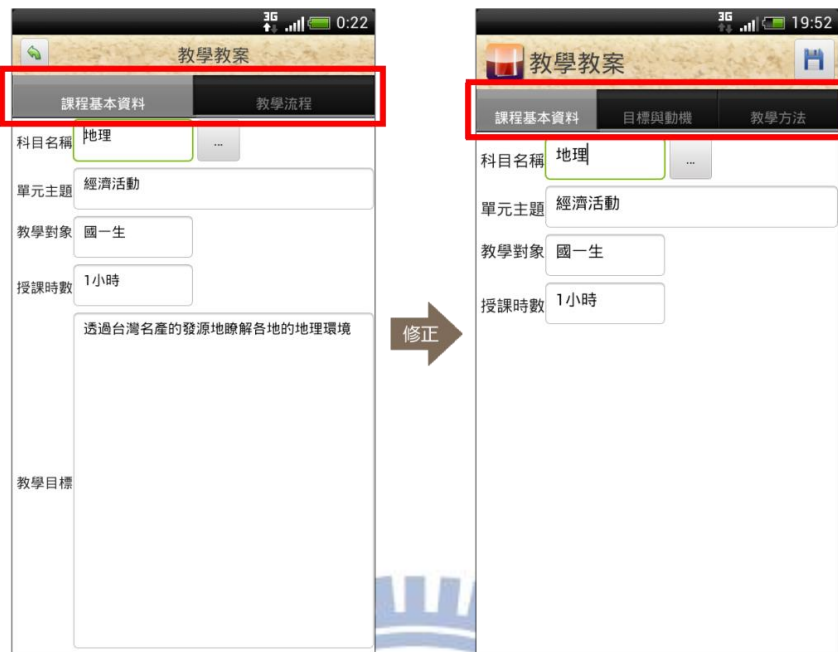 3G 0:22
教學教案
課程基本資料 教學流程
科目名稱 地理 ...
單元主題 經濟活動
教學對象 國一生
授課時數 1小時
教學目標 透過台灣名產的發源地瞭解各地的地理環境
修正
3G 19:52
教學教案
課程基本資料 目標與動機 教學方法
科目名稱 地理 ...
單元主題 經濟活動
教學對象 國一生
授課時數 1小時